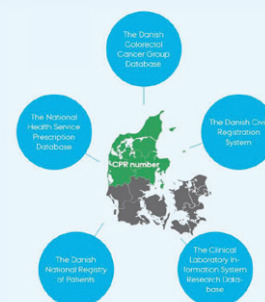 The Danish
Colorectal
Cancer Group
Database
The National
Health Service
Prescription
Database
The Danish Civil
Registration
System
CPR number
The Danish
National Registry
of Patients
The Clinical
Laboratory In-
formation System
Research Data-
base